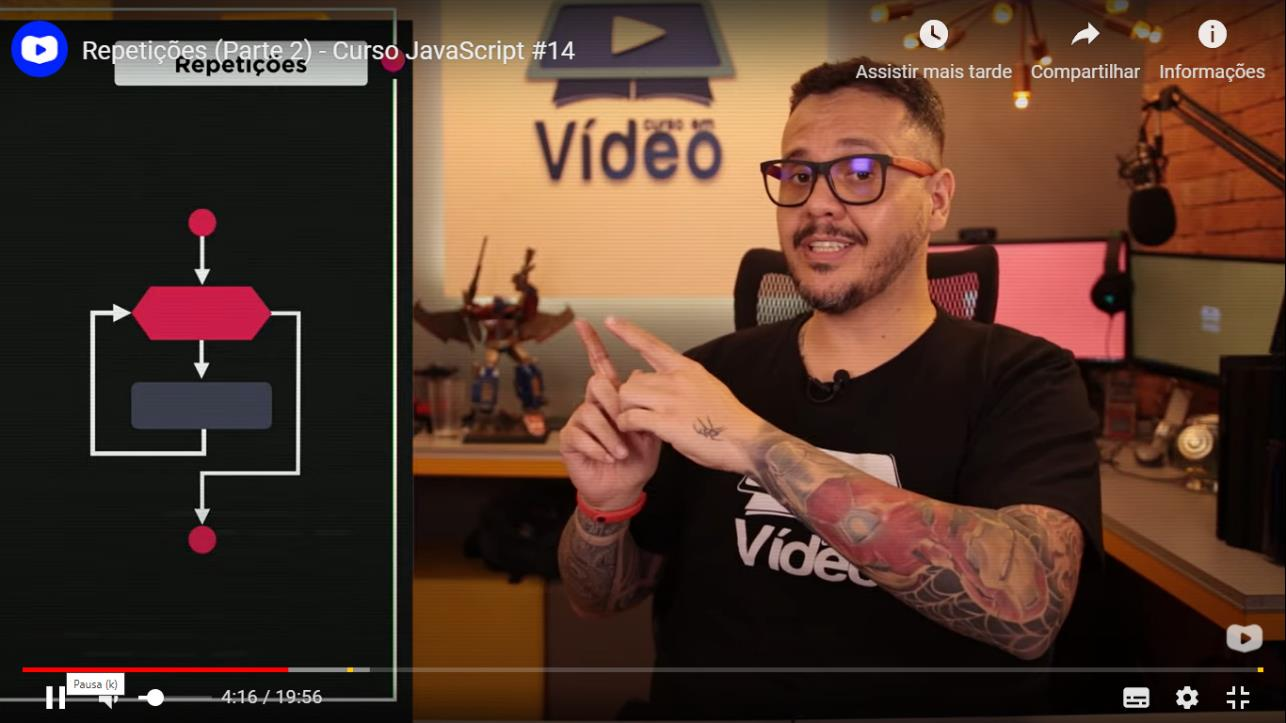 Repetições (Parte 2) - Curso JavaScript #14
Repetições
Assistir mais tarde
Compartilhar
Informações
curso em
Vídeo
Vídeo
Pausa (k)
4:16 / 19:56